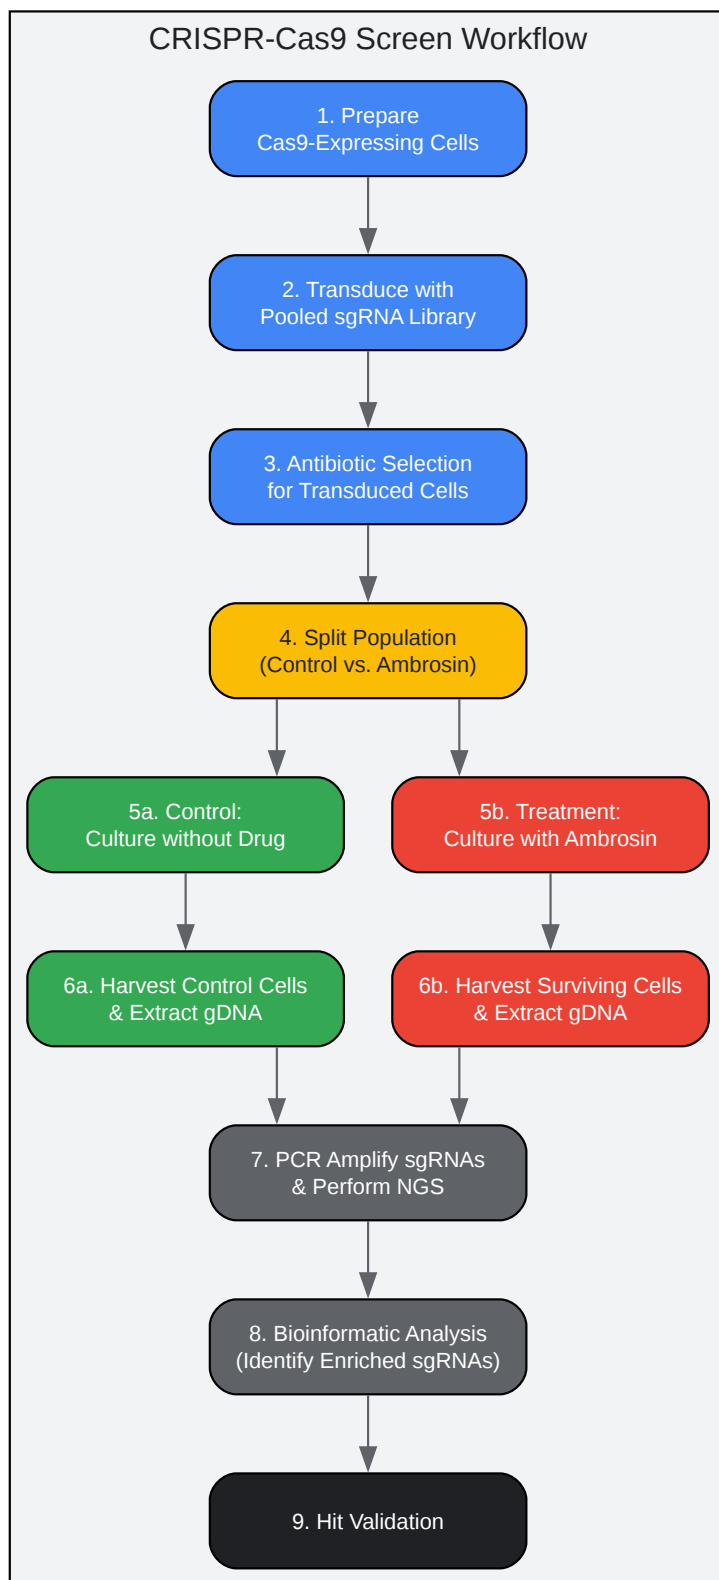 CRISPR-Cas9 Screen Workflow
1. Prepare
Cas9-Expressing Cells
2. Transduce with
Pooled sgRNA Library
3. Antibiotic Selection
for Transduced Cells
4. Split Population
(Control vs. Ambrosin)
5a. Control:
Culture without Drug
5b. Treatment:
Culture with Ambrosin
6a. Harvest Control Cells
& Extract gDNA
6b. Harvest Surviving Cells
& Extract gDNA
7. PCR Amplify sgRNAs
& Perform NGS
8. Bioinformatic Analysis
(Identify Enriched sgRNAs)
9. Hit Validation